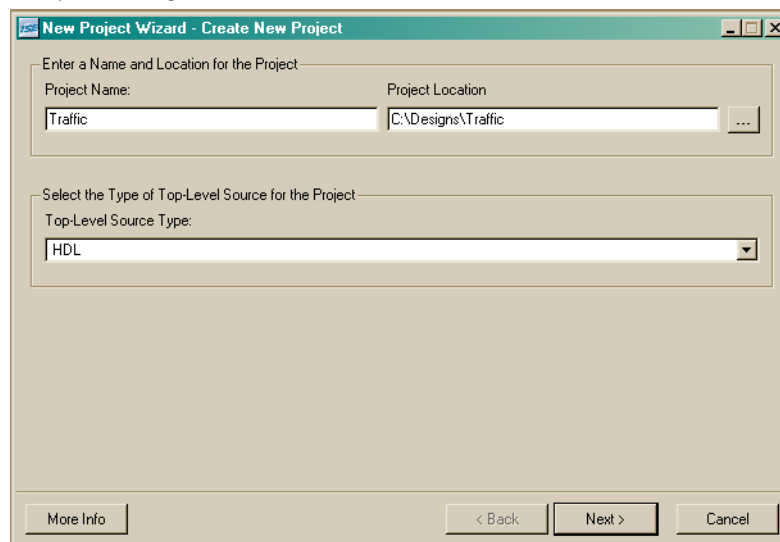 ISE New Project Wizard - Create New Project
Enter a Name and Location for the Project
Project Name: Project Location
Traffic C:\Designs\Traffic ...
Select the Type of Top-Level Source for the Project
Top-Level Source Type:
HDL
More Info < Back Next > Cancel